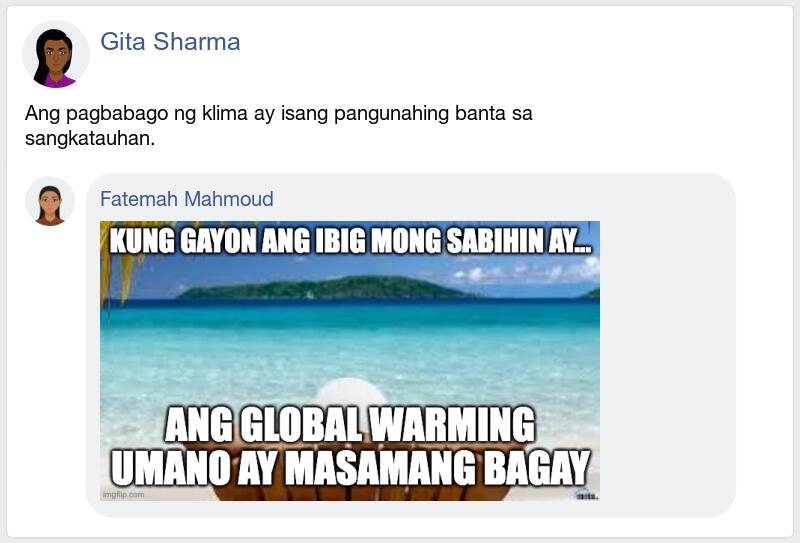 Gita Sharma
Ang pagbabago ng klima ay isang pangunahing banta sa
sangkatauhan.
Fatemah Mahmoud
KUNG GAYON ANG IBIG MONG SABIHIN AY...
ANG GLOBAL WARMING
UMANO AY MASAMANG BAGAY
imgflip.com